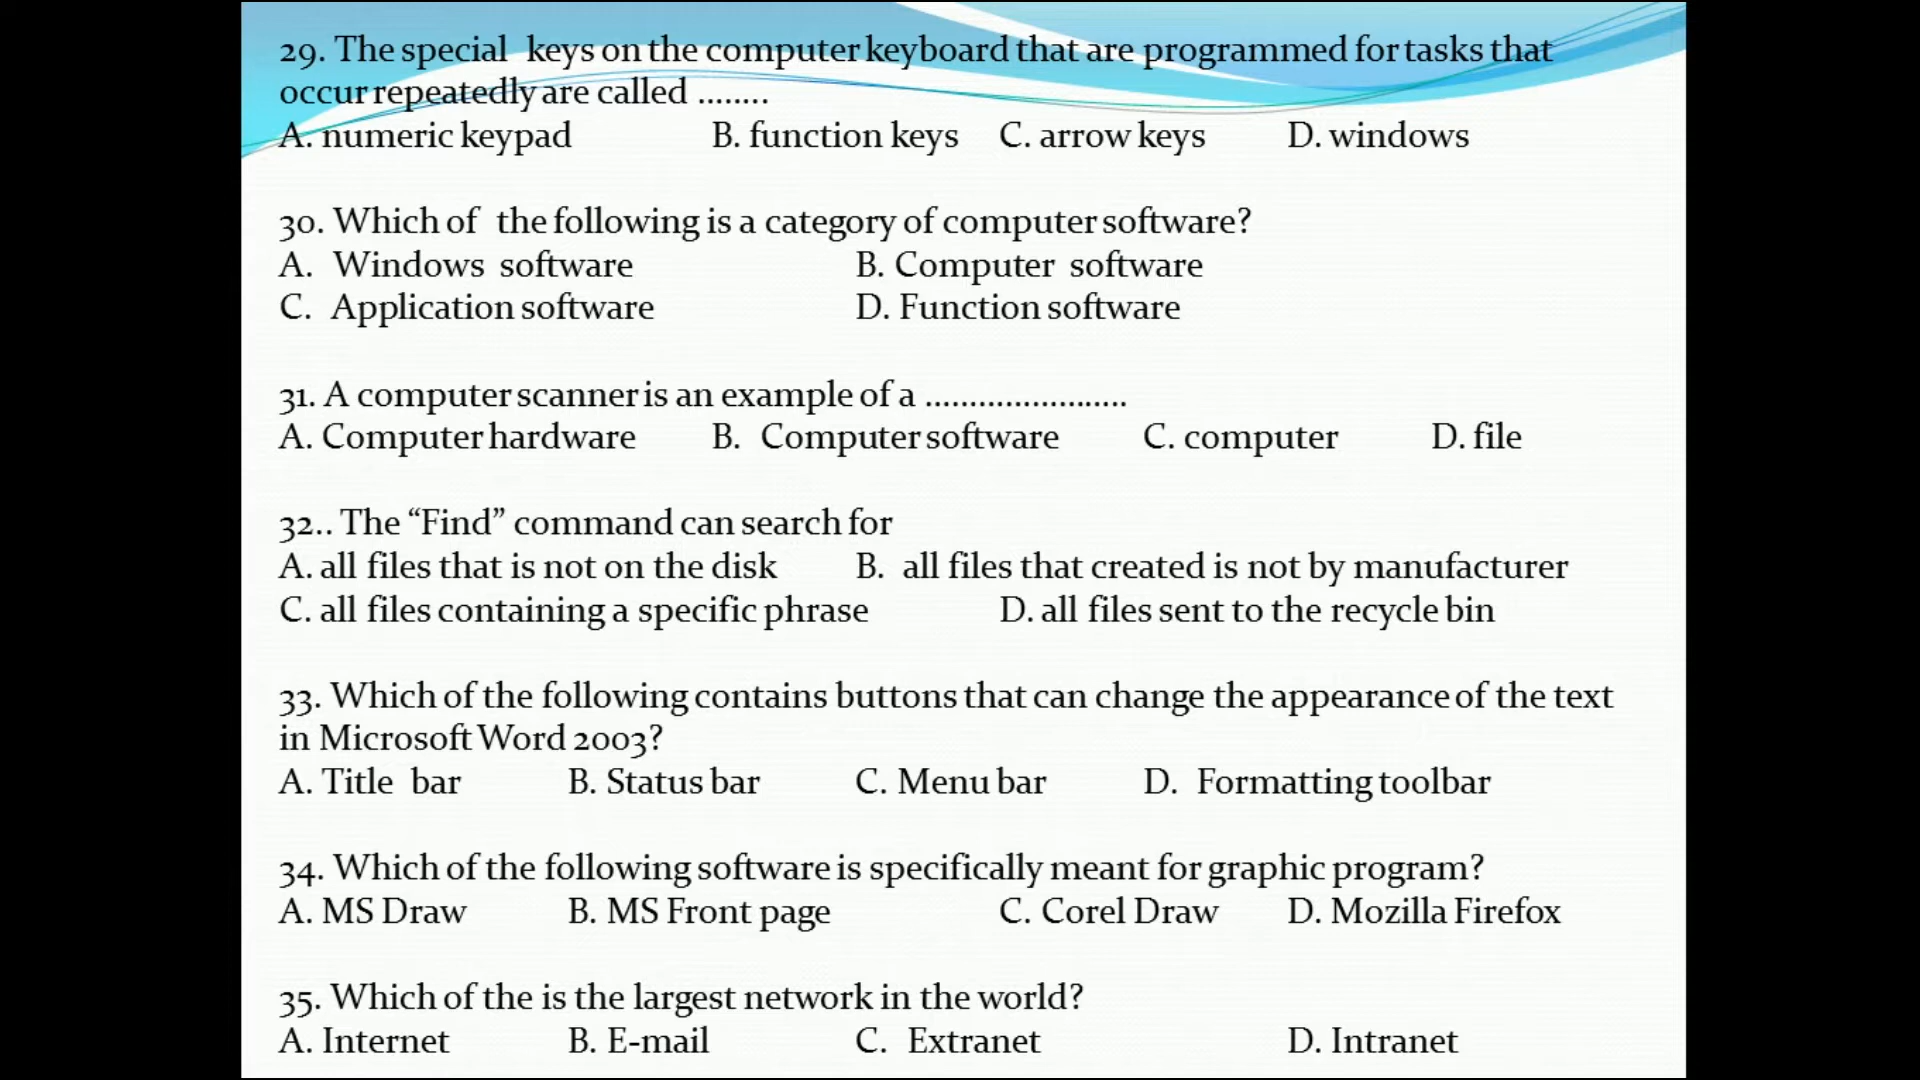 29. The special keys on the computer keyboard that are programmed for tasks that
occur repeatedly are called ........
A. numeric keypad B. function keys C. arrow keys D. windows
30. Which of the following is a category of computer software?
A. Windows software B. Computer software
C. Application software D. Function software
31. A computer scanner is an example of a .......................
A. Computer hardware B. Computer software C. computer D. file
32.. The “Find” command can search for
A. all files that is not on the disk B. all files that created is not by manufacturer
C. all files containing a specific phrase D. all files sent to the recycle bin
33. Which of the following contains buttons that can change the appearance of the text
in Microsoft Word 2003?
A. Title bar B. Status bar C. Menu bar D. Formatting toolbar
34. Which of the following software is specifically meant for graphic program?
A. MS Draw B. MS Front page C. Corel Draw D. Mozilla Firefox
35. Which of the is the largest network in the world?
A. Internet B. E-mail C. Extranet D. Intranet